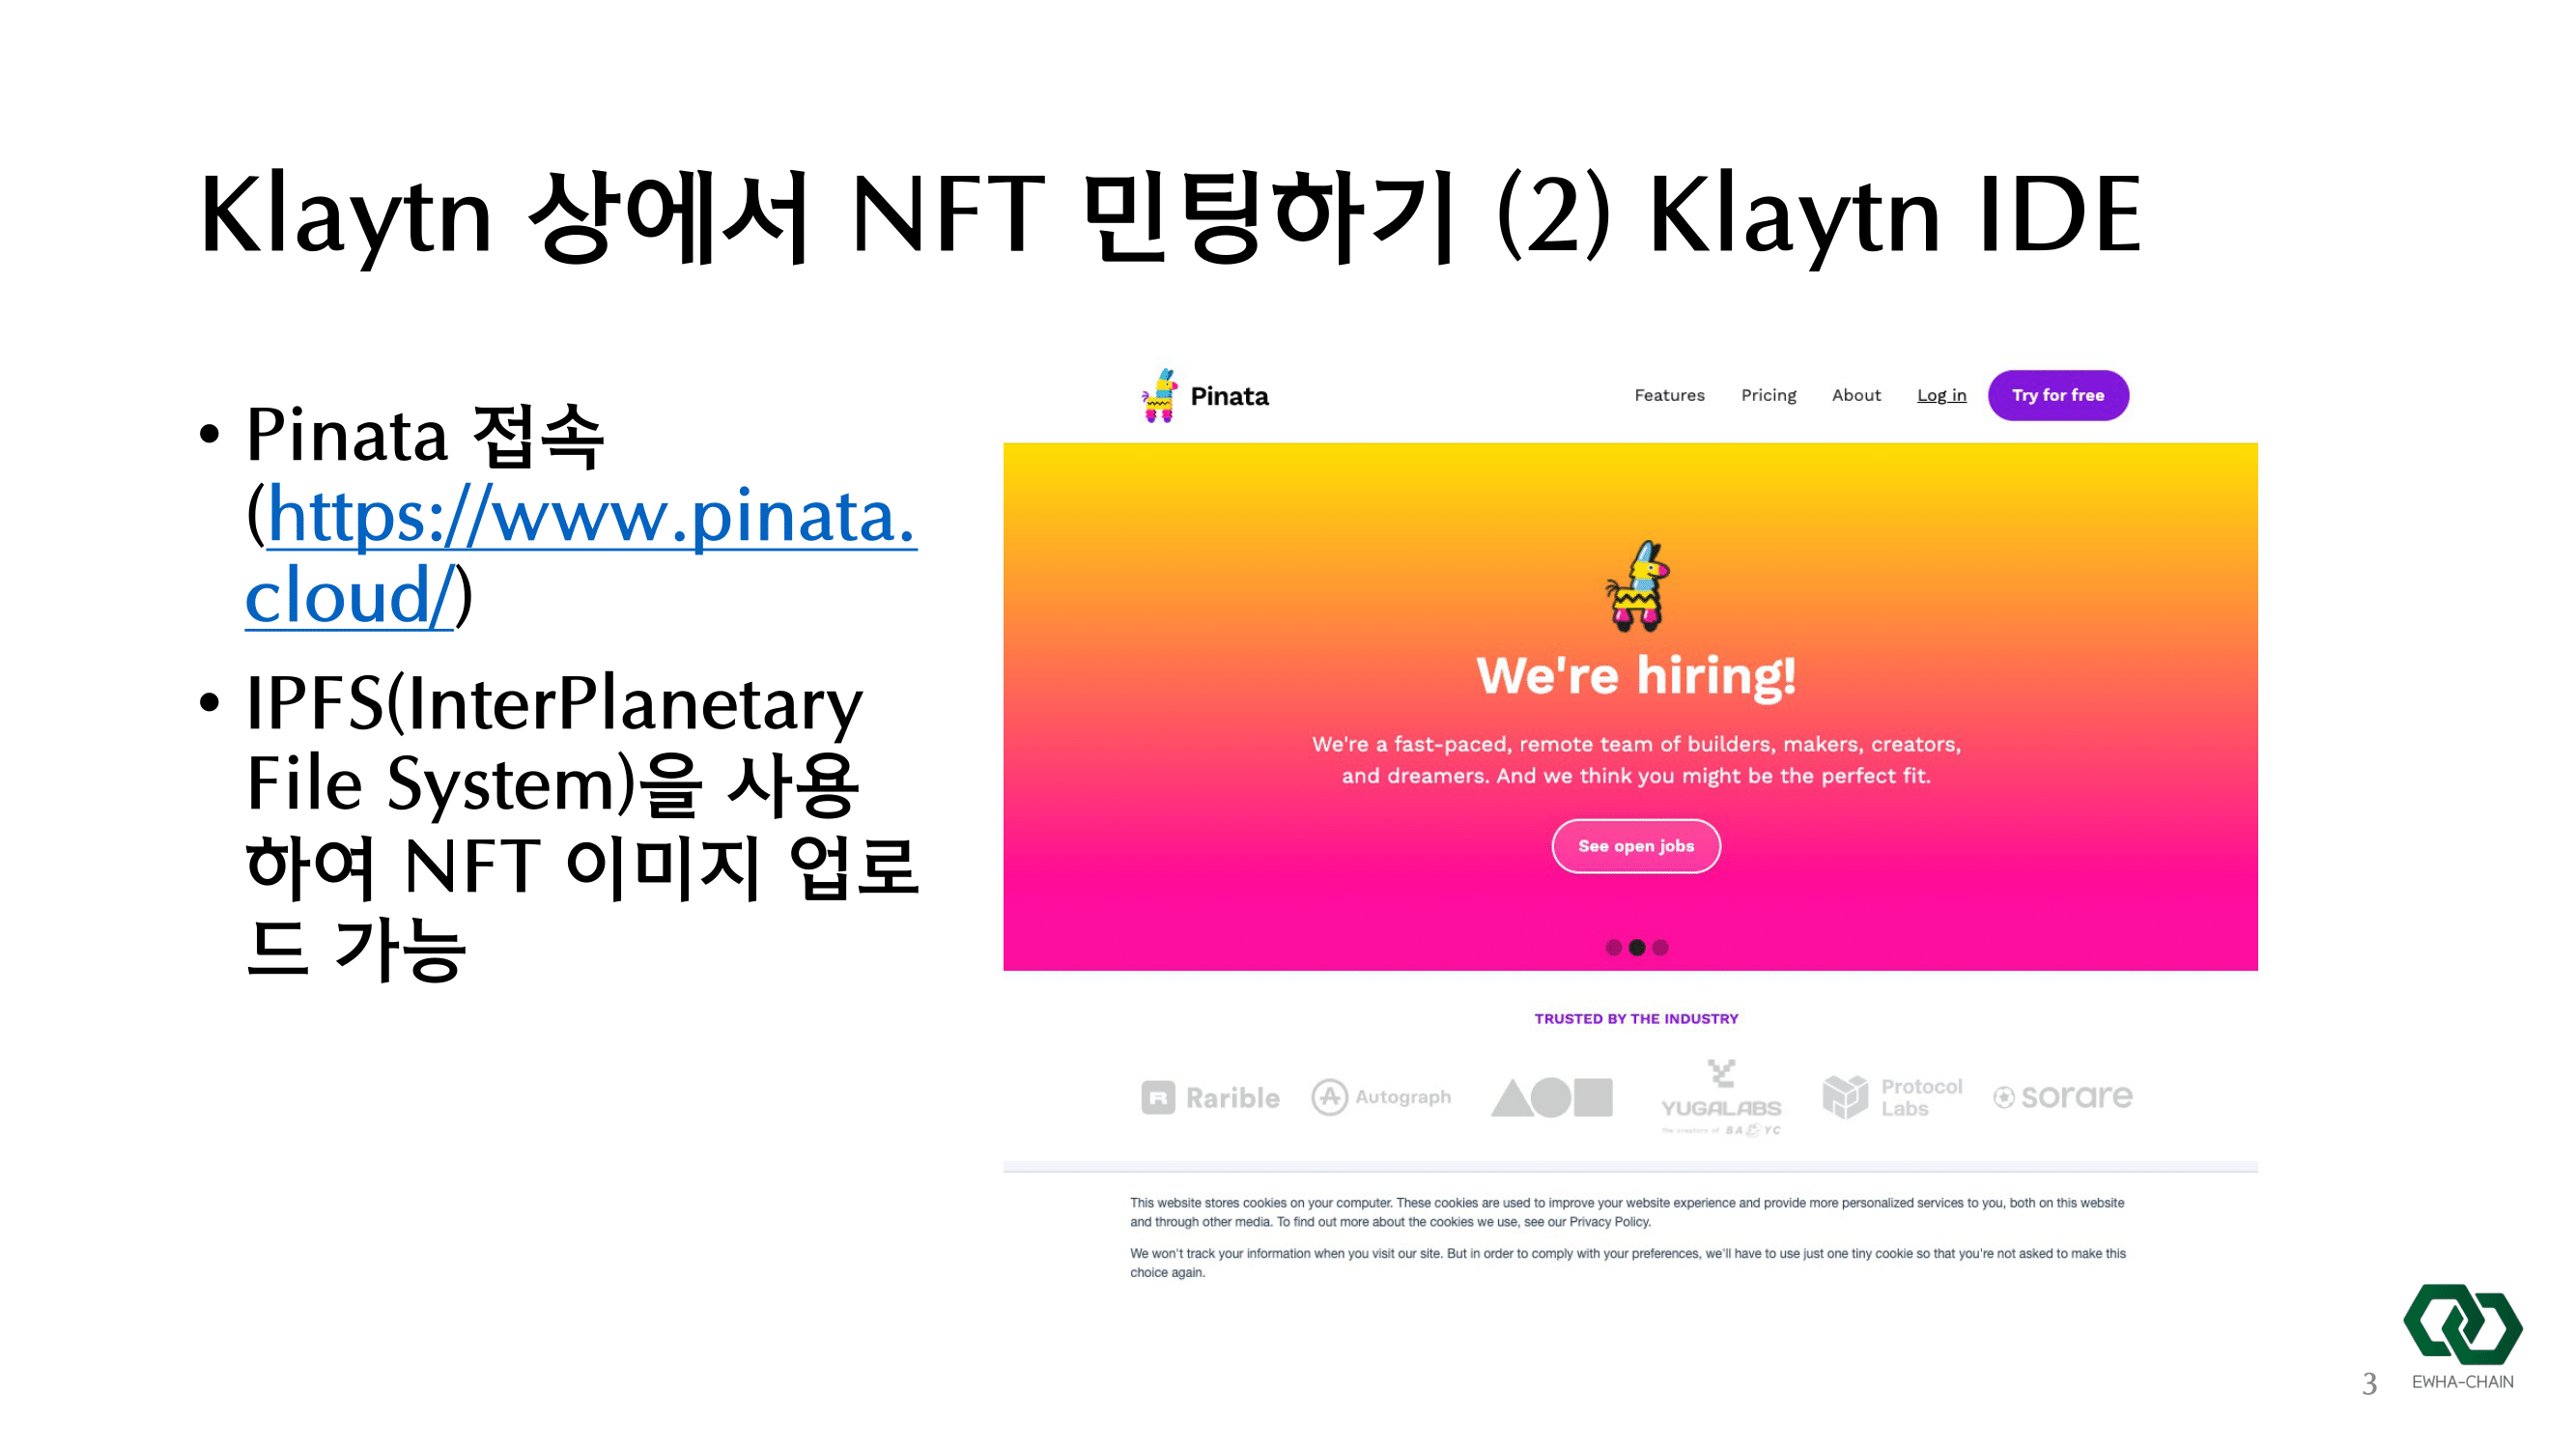 Klaytn 상에서 NFT 민팅하기 (2) Klaytn IDE
• Pinata 접속
(https://www.pinata.
cloud/)
• IPFS(InterPlanetary
File System)을 사용
하여 NFT 이미지 업로
드 가능
Pinata
Features Pricing About Log in Try for free
We're hiring!
We're a fast-paced, remote team of builders, makers, creators,
and dreamers. And we think you might be the perfect fit.
See open jobs
TRUSTED BY THE INDUSTRY
Rarible
Autograph
YUGALABS
The creators of BAYC
Protocol
Labs
sorare
This website stores cookies on your computer. These cookies are used to improve your website experience and provide more personalized services to you, both on this website
and through other media. To find out more about the cookies we use, see our Privacy Policy.
We won't track your information when you visit our site. But in order to comply with your preferences, we'll have to use just one tiny cookie so that you're not asked to make this
choice again.
3
EWHA-CHAIN